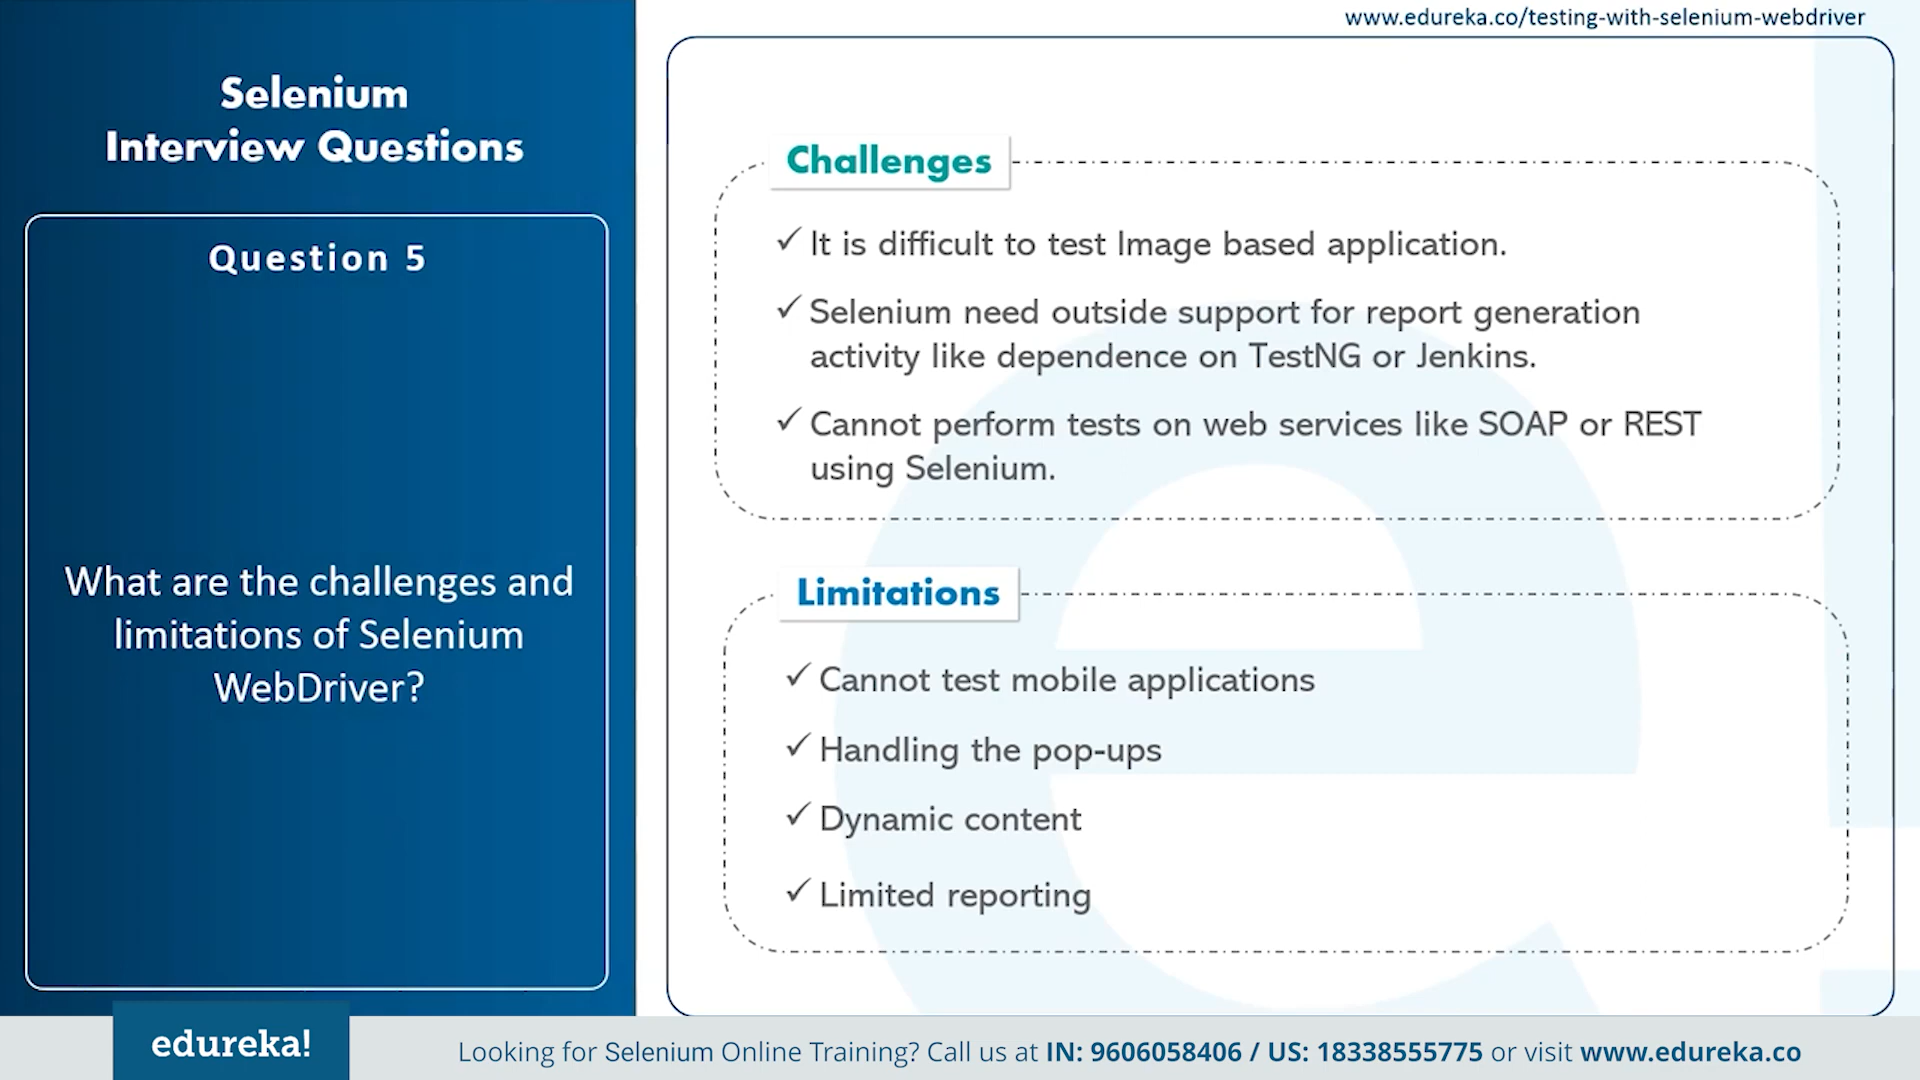 www.edureka.co/testing-with-selenium-webdriver
Selenium
Interview Questions
Question 5
What are the challenges and
limitations of Selenium
WebDriver?
Challenges
✓ It is difficult to test Image based application.
✓ Selenium need outside support for report generation
activity like dependence on TestNG or Jenkins.
✓ Cannot perform tests on web services like SOAP or REST
using Selenium.
Limitations
✓ Cannot test mobile applications
✓ Handling the pop-ups
✓ Dynamic content
✓ Limited reporting
edureka!
Looking for Selenium Online Training? Call us at IN: 9606058406 / US: 18338555775 or visit www.edureka.co